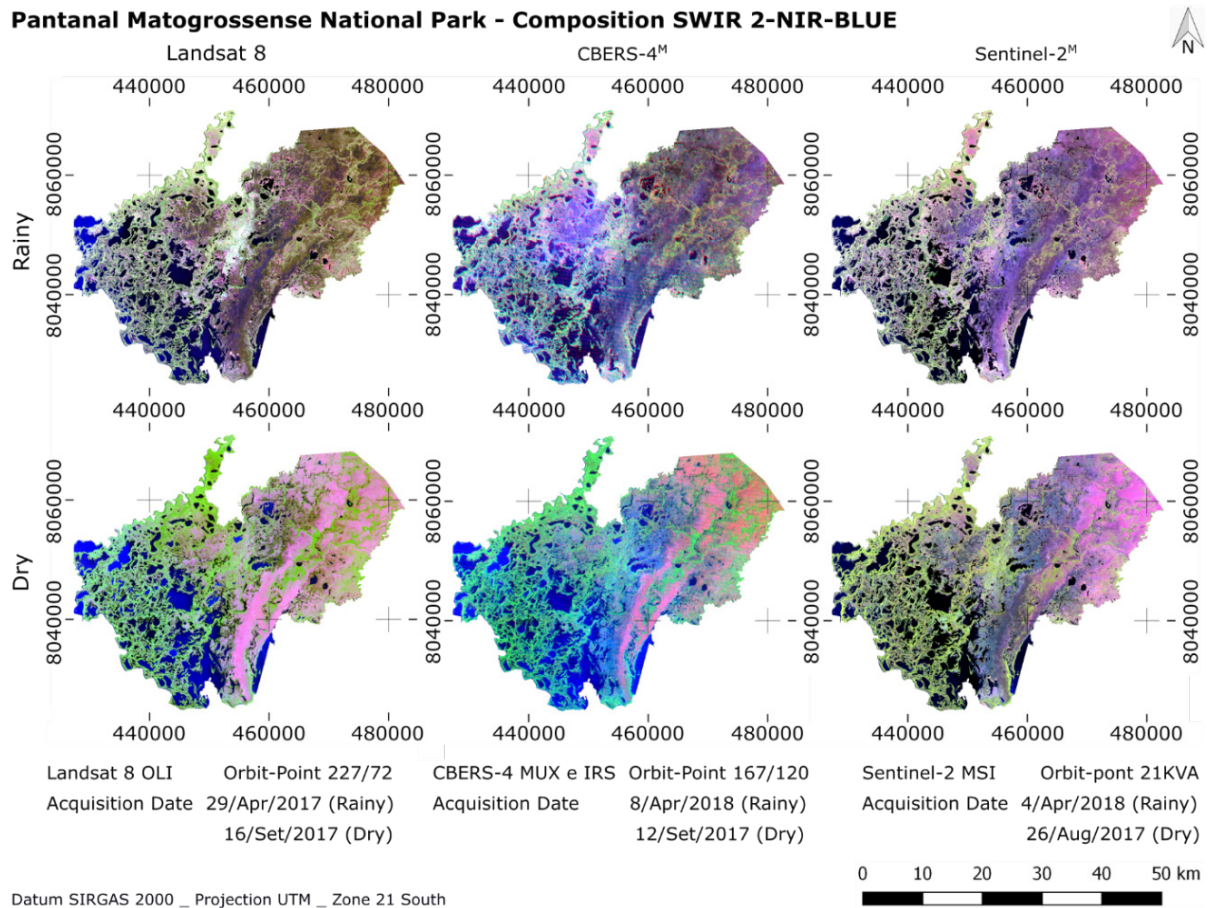 Pantanal Matogrossense National Park - Composition SWIR 2-NIR-BLUE
N
Landsat 8 CBERS-4ᴹ Sentinel-2ᴹ
440000 460000 480000 440000 460000 480000 440000 460000 480000
Rainy
8060000 8060000 8060000
8040000 8040000 8040000
440000 460000 480000 440000 460000 480000 440000 460000 480000
Dry
8060000 8060000 8060000
8040000 8040000 8040000
440000 460000 480000 440000 460000 480000 440000 460000 480000
Landsat 8 OLI Orbit-Point 227/72 CBERS-4 MUX e IRS Orbit-Point 167/120 Sentinel-2 MSI Orbit-pont 21KVA
Acquisition Date 29/Apr/2017 (Rainy) Acquisition Date 8/Apr/2018 (Rainy) Acquisition Date 4/Apr/2018 (Rainy)
16/Set/2017 (Dry) 12/Set/2017 (Dry) 26/Aug/2017 (Dry)
0 10 20 30 40 50 km
Datum SIRGAS 2000 _ Projection UTM _ Zone 21 South